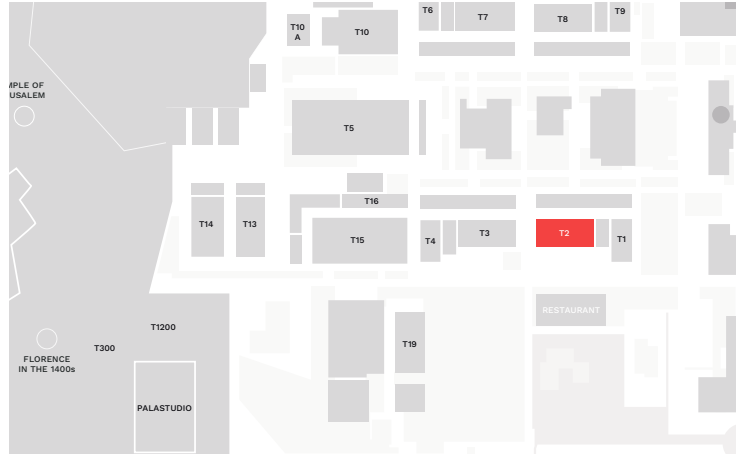 T6
T7
T8
T9
T10
A
T10
MPLE OF
USALEM
T5
T16
T14
T13
T15
T4
T3
T2
T1
RESTAURANT
T1200
T300
T19
FLORENCE
IN THE 1400s
PALASTUDIO